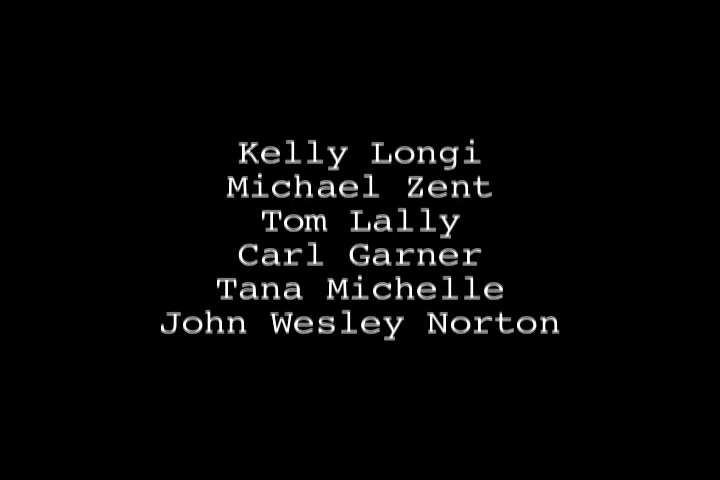 Kelly Longi
Michael Zent
Tom Lally
Carl Garner
Tana Michelle
John Wesley Norton